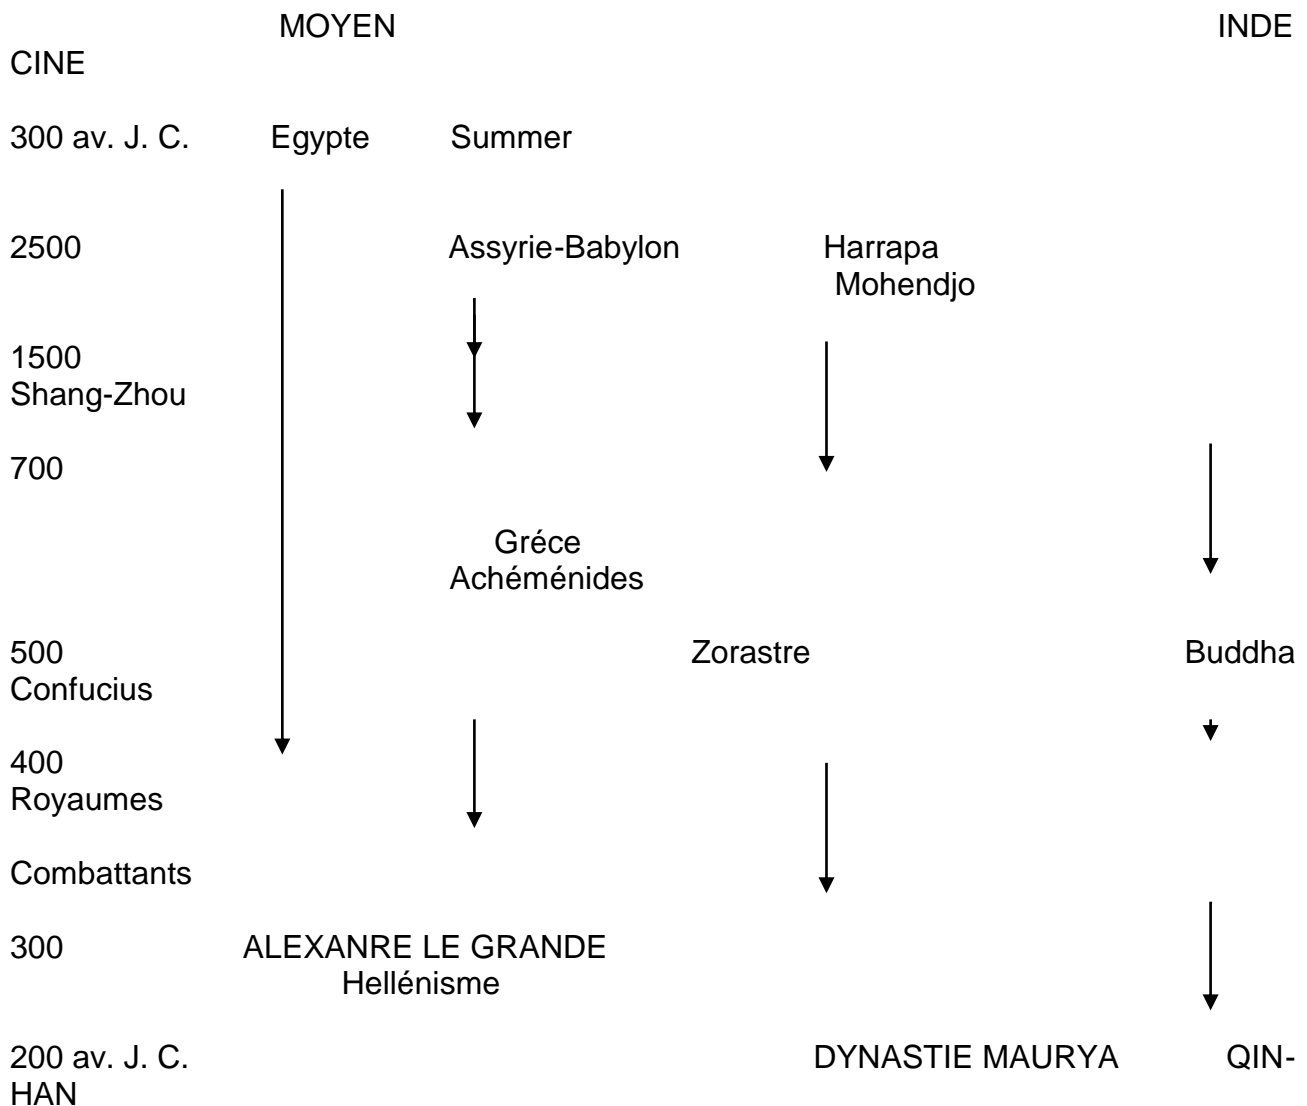 MOYEN INDE
CINE
300 av. J. C. Egypte Summer
2500 Assyrie-Babylon Harrapa
Mohendjo
1500
Shang-Zhou
700
Gréce
Achéménides
500 Zorastre Buddha
Confucius
400
Royaumes
Combattants
300 ALEXANRE LE GRANDE
Hellénisme
200 av. J. C. DYNASTIE MAURYA QIN-
HAN